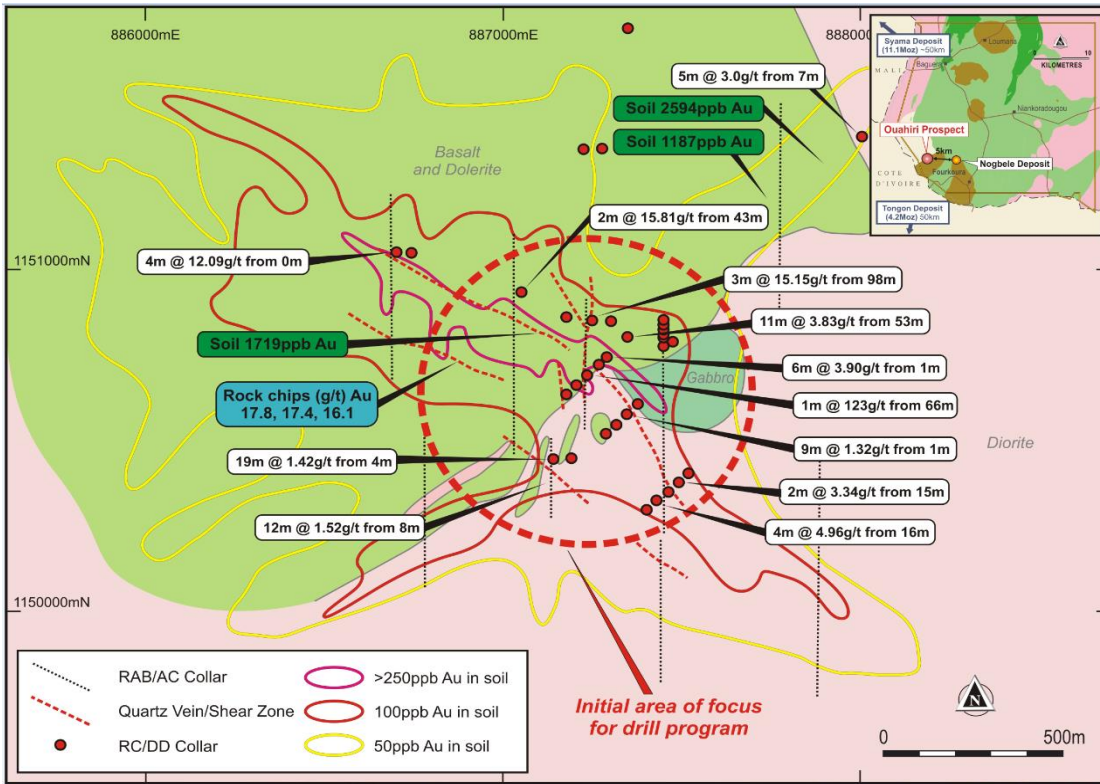 886000mE
887000mE
888000mE
1151000mN
1150000mN
5m @ 3.0g/t from 7m
Soil 2594ppb Au
Soil 1187ppb Au
Basalt
and Dolerite
2m @ 15.81g/t from 43m
4m @ 12.09g/t from 0m
3m @ 15.15g/t from 98m
11m @ 3.83g/t from 53m
Soil 1719ppb Au
6m @ 3.90g/t from 1m
Gabbro
Rock chips (g/t) Au
17.8, 17.4, 16.1
1m @ 123g/t from 66m
Diorite
9m @ 1.32g/t from 1m
19m @ 1.42g/t from 4m
2m @ 3.34g/t from 15m
12m @ 1.52g/t from 8m
4m @ 4.96g/t from 16m
Initial area of focus
for drill program
RAB/AC Collar
Quartz Vein/Shear Zone
RC/DD Collar
>250ppb Au in soil
100ppb Au in soil
50ppb Au in soil
N
0 500m
Syama Deposit
(11.1Moz) ~50km
Loumana
0 10
KILOMETRES
MALI
Baguera
Niankoradougou
Ouahiri Prospect
5km
Nogbele Deposit
Fourkoura
COTE
D'IVOIRE
Tongon Deposit
(4.2Moz) 50km